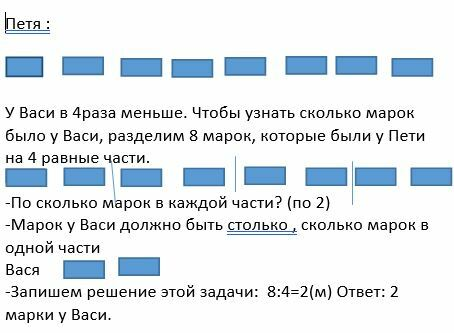 Петя :
У Васи в 4раза меньше. Чтобы узнать сколько марок
было у Васи, разделим 8 марок, которые были у Пети
на 4 равные части.
-По сколько марок в каждой части? (по 2)
-Марок у Васи должно быть столько , сколько марок в
одной части
Вася
-Запишем решение этой задачи:  8:4=2(м) Ответ: 2
марки у Васи.